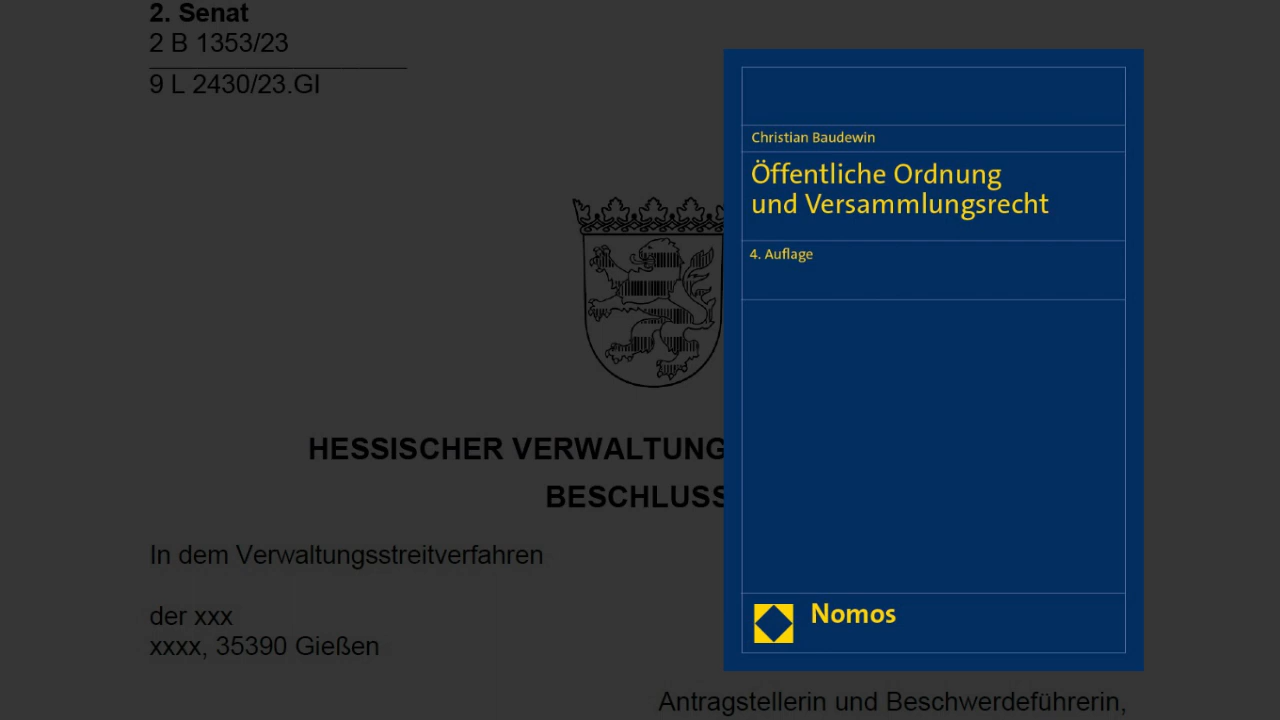 2. Senat
2 B 1353/23
9 L 2430/23.GI
HESSISCHER VERWALTUNG
BESCHLUSS
In dem Verwaltungsstreitverfahren
der xxx
xxxx, 35390 Gießen
Antragstellerin und Beschwerdeführerin,
Christian Baudewin
Öffentliche Ordnung
und Versammlungsrecht
4. Auflage
Nomos